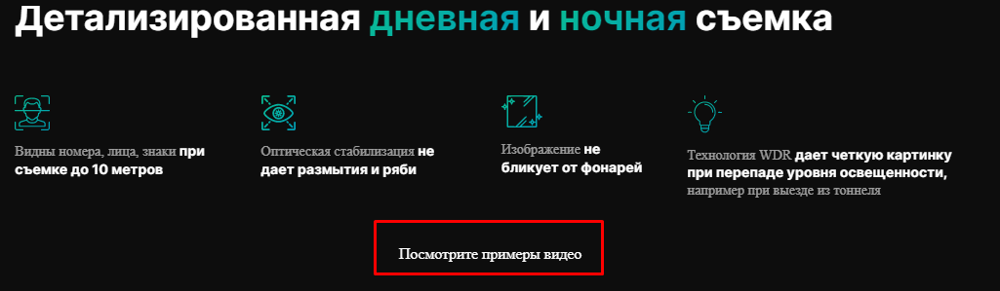 Детализированная дневная и ночная съемка
Видны номера, лица, знаки при
съемке до 10 метров
Оптическая стабилизация не
дает размытия и ряби
Изображение не
бликует от фонарей
Технология WDR дает четкую картинку
при перепаде уровня освещенности,
например при выезде из тоннеля
Посмотрите примеры видео